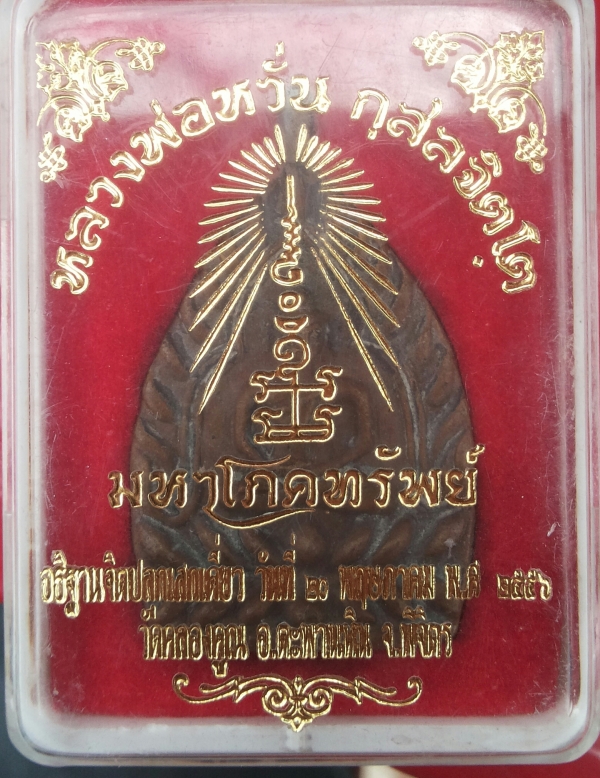 หลวงพ่อหวั่น กุสลจิตโต
มหาโภคทรัพย์
อธิฐานจิตปลุกเสกเดี่ยว วันที่ ๒๐ พฤษภาคม พ.ศ ๒๕๕๖
วัดคลองคูณ อ.ตะพานหิน จ.พิจิตร